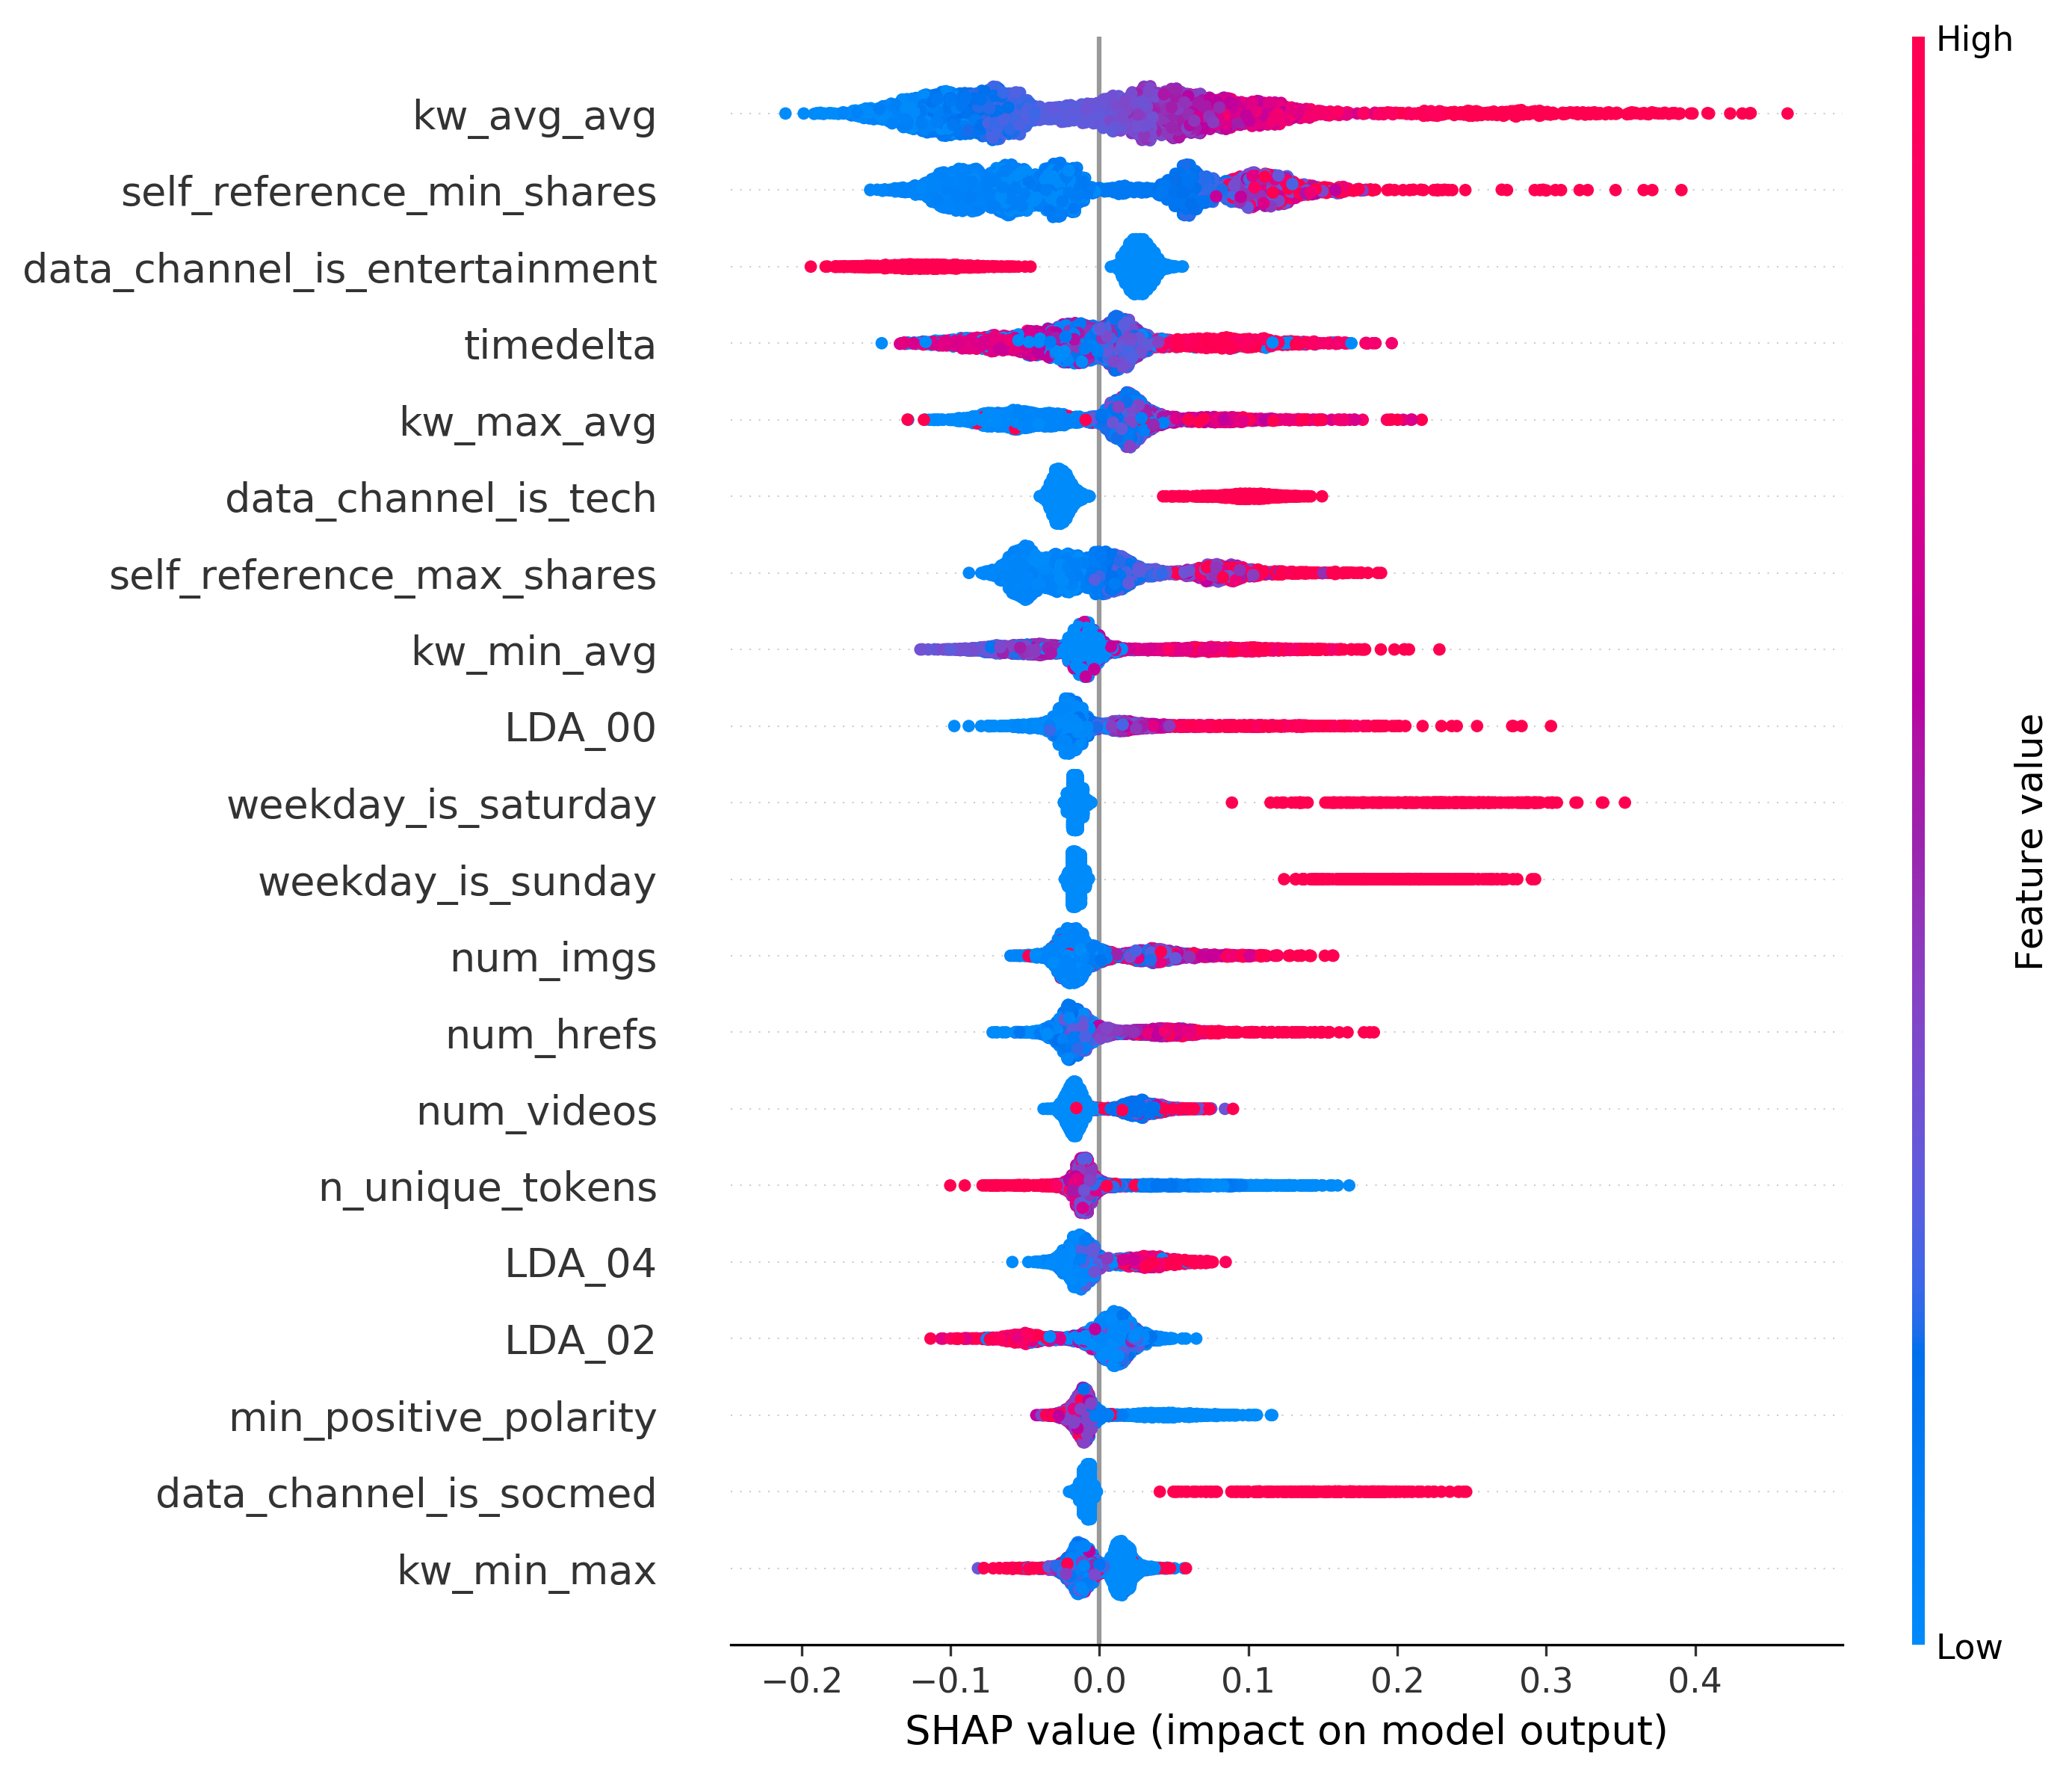 High
kw_avg_avg
self_reference_min_shares
data_channel_is_entertainment
timedelta
kw_max_avg
data_channel_is_tech
self_reference_max_shares
kw_min_avg
LDA_00
weekday_is_saturday
weekday_is_sunday
num_imgs
num_hrefs
num_videos
n_unique_tokens
LDA_04
LDA_02
min_positive_polarity
data_channel_is_socmed
kw_min_max
Feature value
Low
−0.2 −0.1 0.0 0.1 0.2 0.3 0.4
SHAP value (impact on model output)